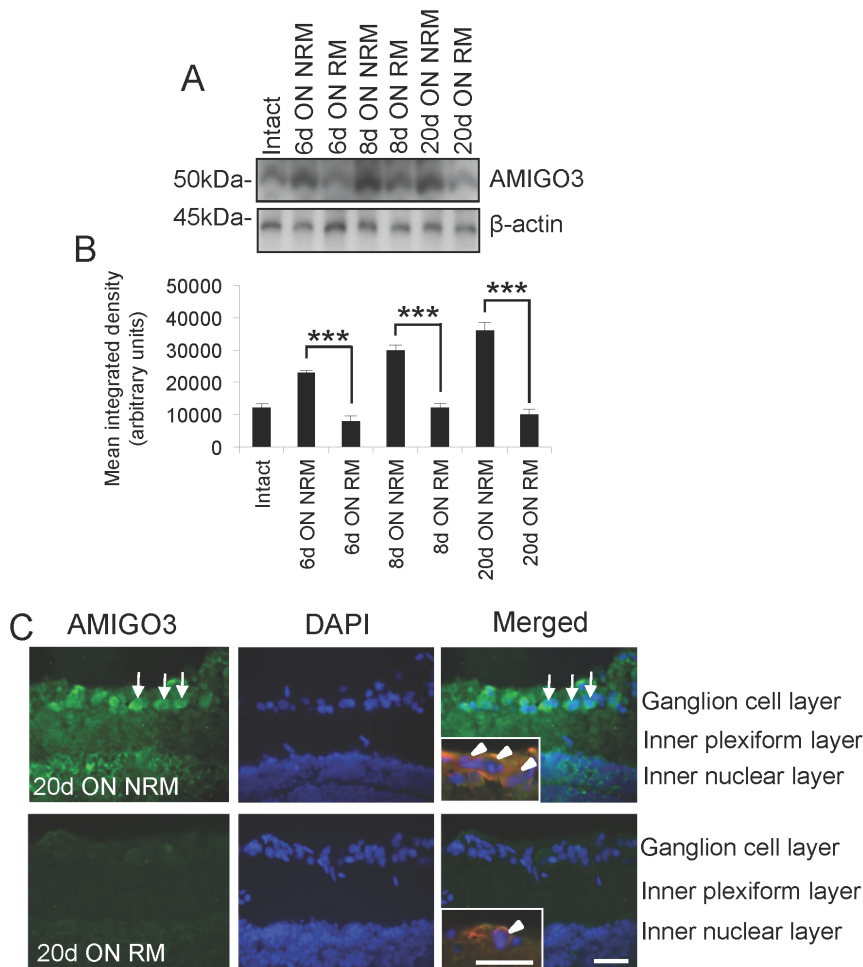 A
Intact
6d ON NRM
6d ON RM
8d ON NRM
8d ON RM
20d ON NRM
20d ON RM
50kDa-
AMIGO3
45kDa-
β-actin
B
Mean integrated density
(arbitrary units)
50000
40000
30000
20000
10000
0
***
***
***
Intact
6d ON NRM
6d ON RM
8d ON NRM
8d ON RM
20d ON NRM
20d ON RM
C
AMIGO3
DAPI
Merged
20d ON NRM
Ganglion cell layer
Inner plexiform layer
Inner nuclear layer
20d ON RM
Ganglion cell layer
Inner plexiform layer
Inner nuclear layer